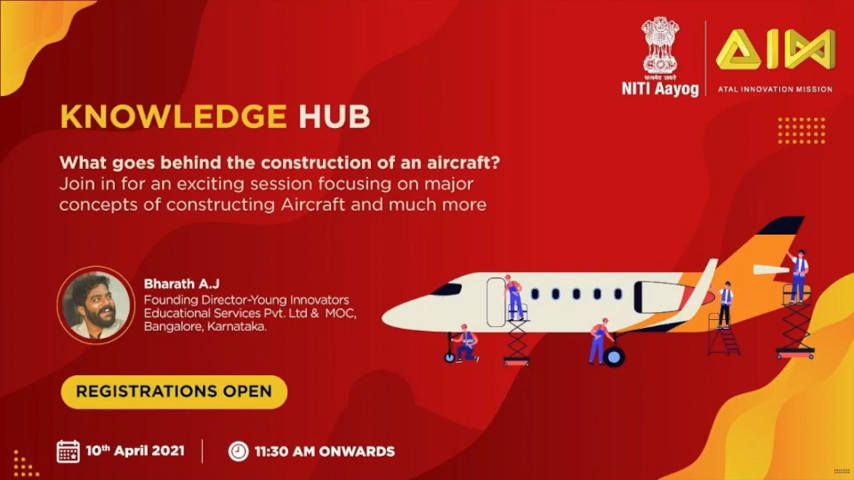 सत्यमेव जयते
NITI Aayog
AIM
ATAL INNOVATION MISSION
KNOWLEDGE HUB
What goes behind the construction of an aircraft?
Join in for an exciting session focusing on major
concepts of constructing Aircraft and much more
Bharath A.J
Founding Director-Young Innovators
Educational Services Pvt. Ltd & MOC,
Bangalore, Karnataka.
REGISTRATIONS OPEN
10th April 2021
11:30 AM ONWARDS